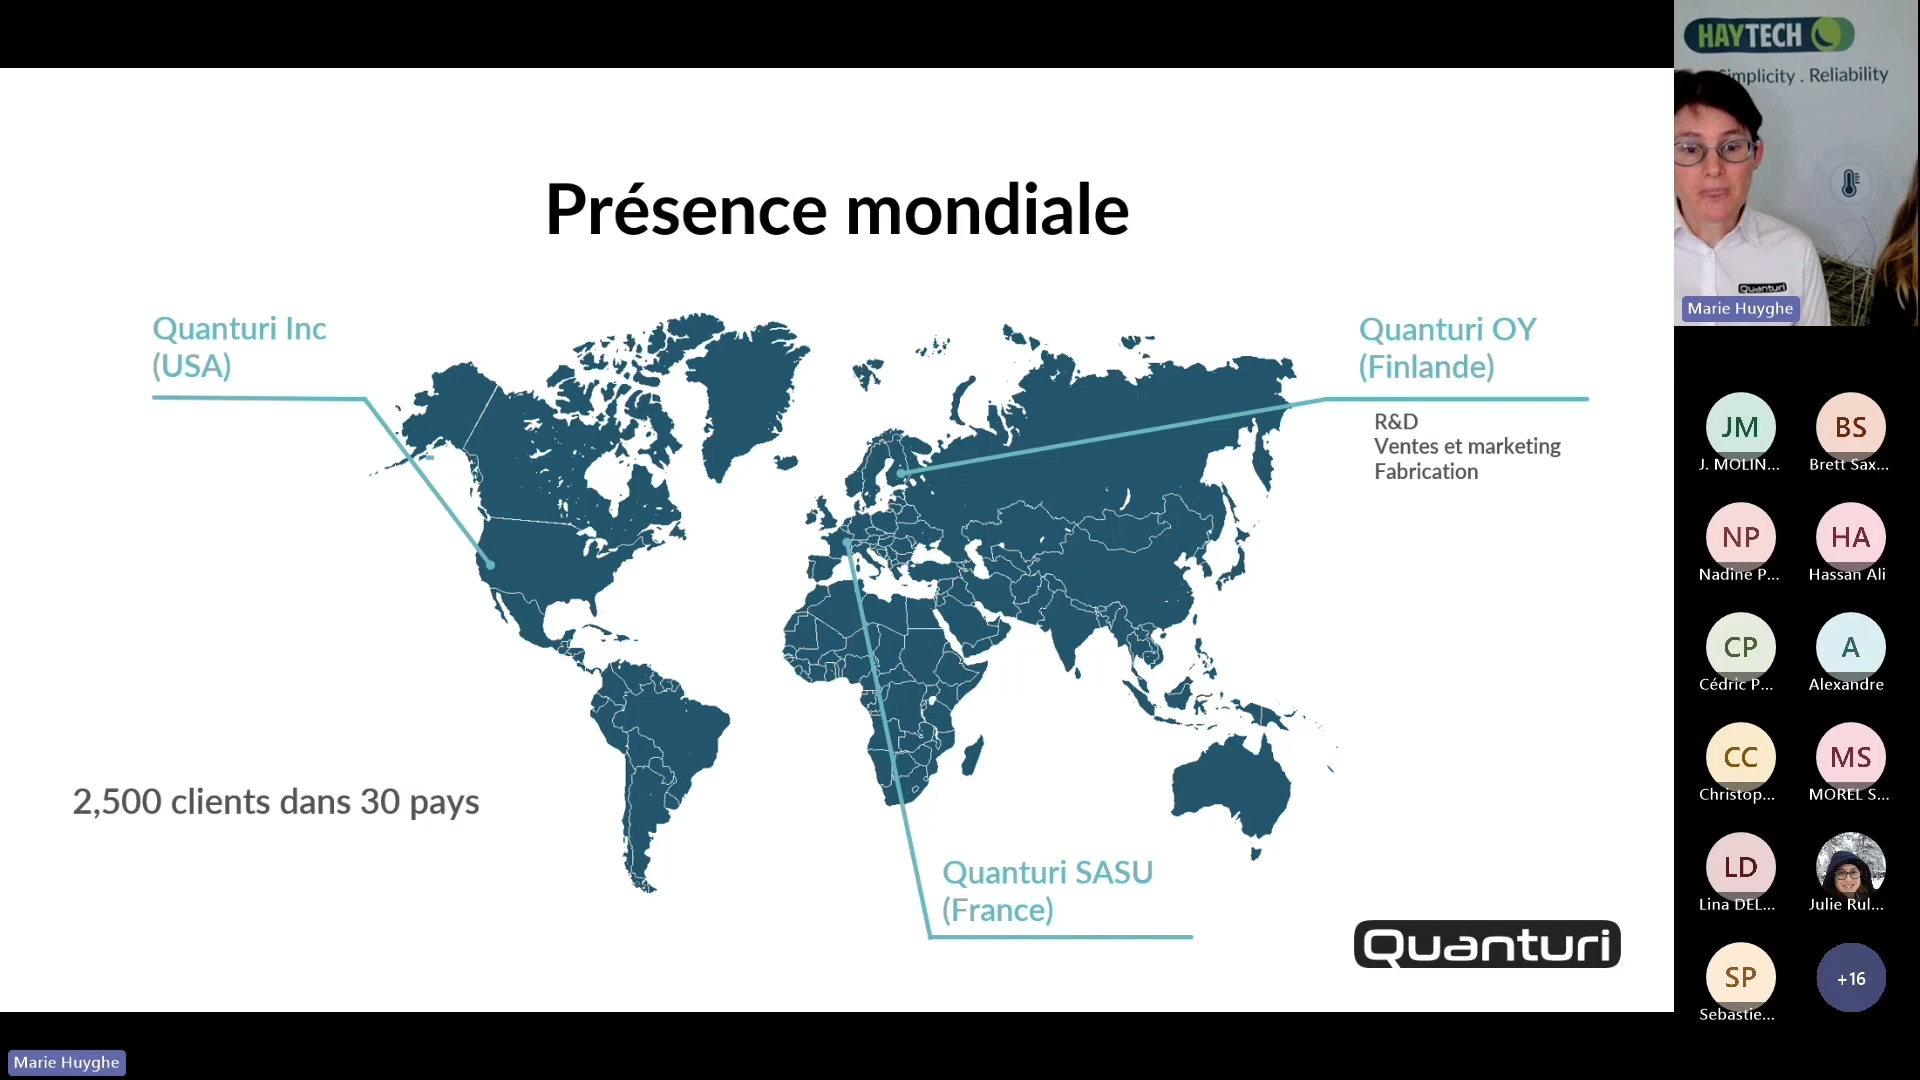 Présence mondiale
Quanturi Inc
(USA)
Quanturi OY
(Finlande)
R&D
Ventes et marketing
Fabrication
2,500 clients dans 30 pays
Quanturi SASU
(France)
Quanturi
HAYTECH
Simplicity . Reliability
Quanturi
Marie Huyghe
JM
J. MOLIN...
BS
Brett Sax...
NP
Nadine P...
HA
Hassan Ali
CP
Cédric P...
A
Alexandre
CC
Christop...
MS
MOREL S...
LD
Lina DEL...
Julie Rul...
SP
Sebastie...
+16
Marie Huyghe